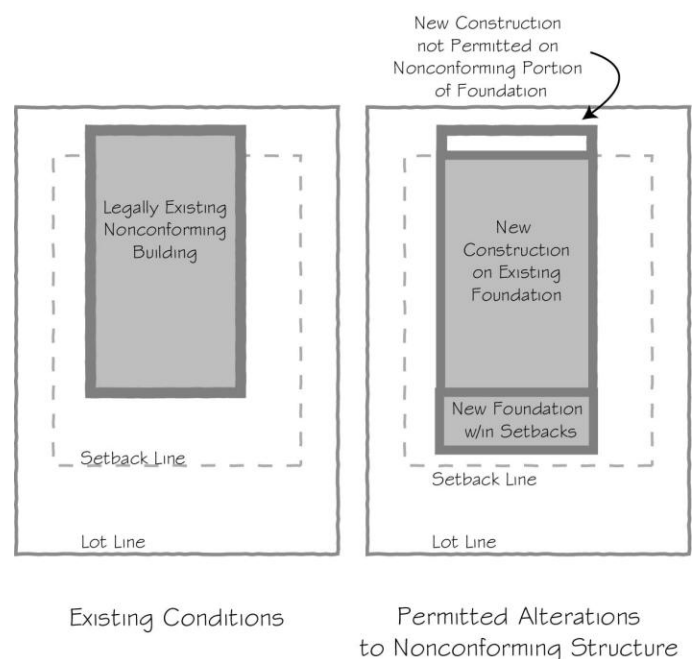 New Construction
not Permitted on
Nonconforming Portion
of Foundation
Legally Existing
Nonconforming
Building
Setback Line
Lot Line
New
Construction
on Existing
Foundation
New Foundation
w/in Setbacks
Setback Line
Lot Line
Existing Conditions
Permitted Alterations
to Nonconforming Structure